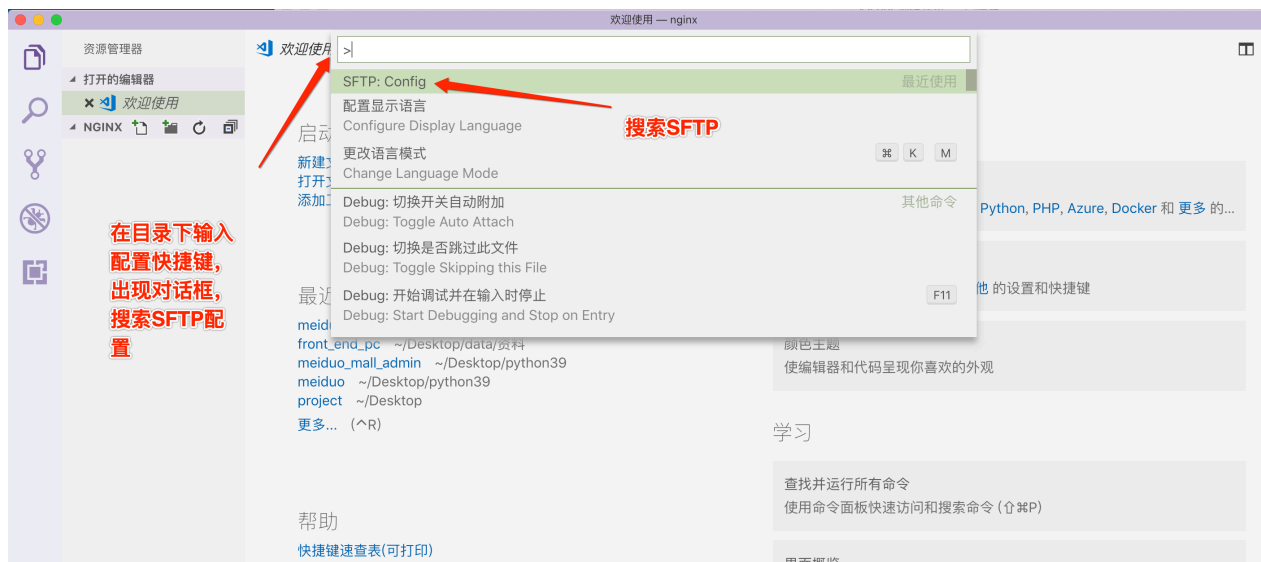 欢迎使用 — nginx
资源管理器
打开的编辑器
欢迎使用
NGINX
欢迎使用
>
SFTP: Config
最近使用
配置显示语言
Configure Display Language
更改语言模式
⌘ K M
Change Language Mode
Debug: 切换开关自动附加
其他命令
Debug: Toggle Auto Attach
Debug: 切换是否跳过此文件
Debug: Toggle Skipping this File
Debug: 开始调试并在输入时停止
F11
Debug: Start Debugging and Stop on Entry
搜索SFTP
在目录下输入
配置快捷键,
出现对话框,
搜索SFTP配
置
启动
新建
打开
添加
最近
meidu
front_end_pc ~/Desktop/data/资料
meiduo_mall_admin ~/Desktop/python39
meiduo ~/Desktop/python39
project ~/Desktop
更多... (^R)
帮助
快捷键速查表(可打印)
Python, PHP, Azure, Docker 和 更多 的...
他 的设置和快捷键
颜色主题
使编辑器和代码呈现你喜欢的外观
学习
查找并运行所有命令
使用命令面板快速访问和搜索命令 (⇧⌘P)